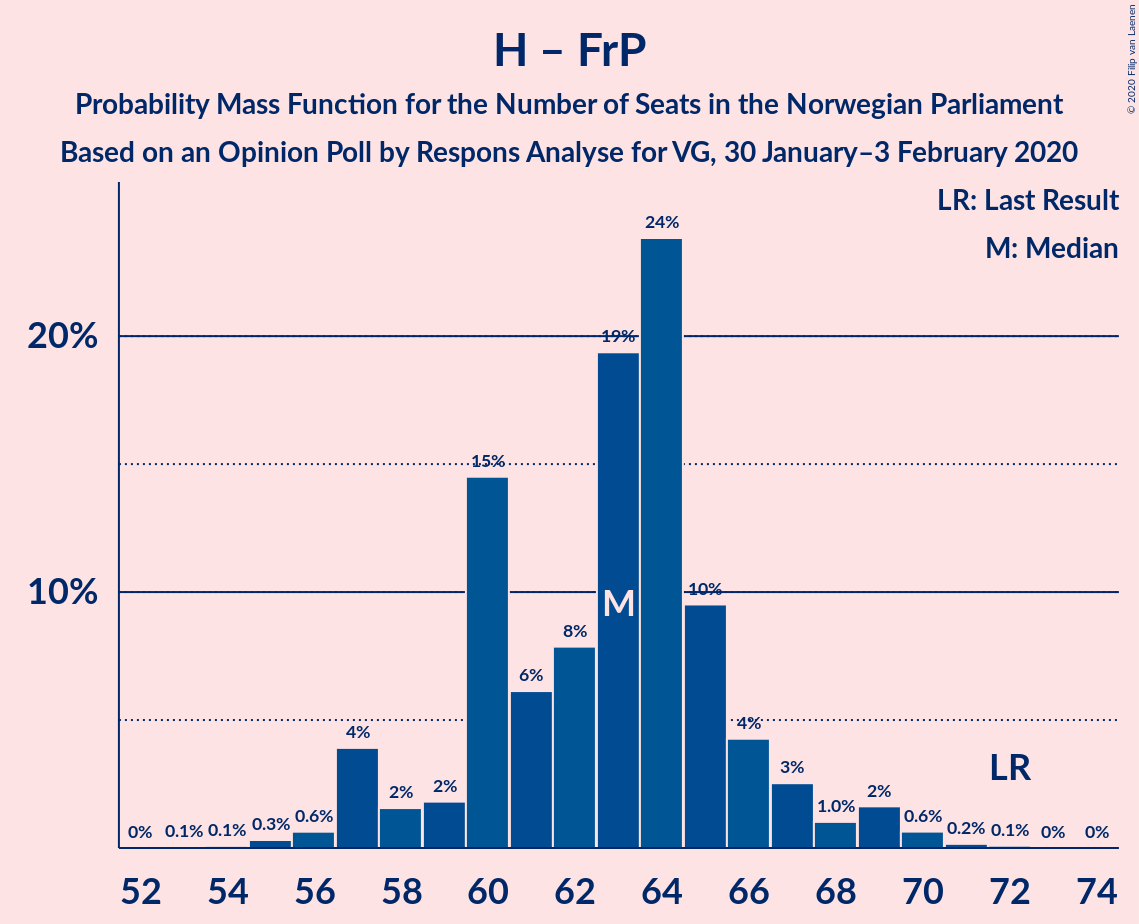 H – FrP
Probability Mass Function for the Number of Seats in the Norwegian Parliament
Based on an Opinion Poll by Respons Analyse for VG, 30 January–3 February 2020
© 2020 Filip van Laenen
LR: Last Result
M: Median
20%
10%
0%
0.1%
0.1%
0.3%
0.6%
4%
2%
2%
15%
6%
8%
19%
24%
10%
4%
3%
1.0%
2%
0.6%
0.2%
0.1%
0%
0%
M
LR
52 54 56 58 60 62 64 66 68 70 72 74